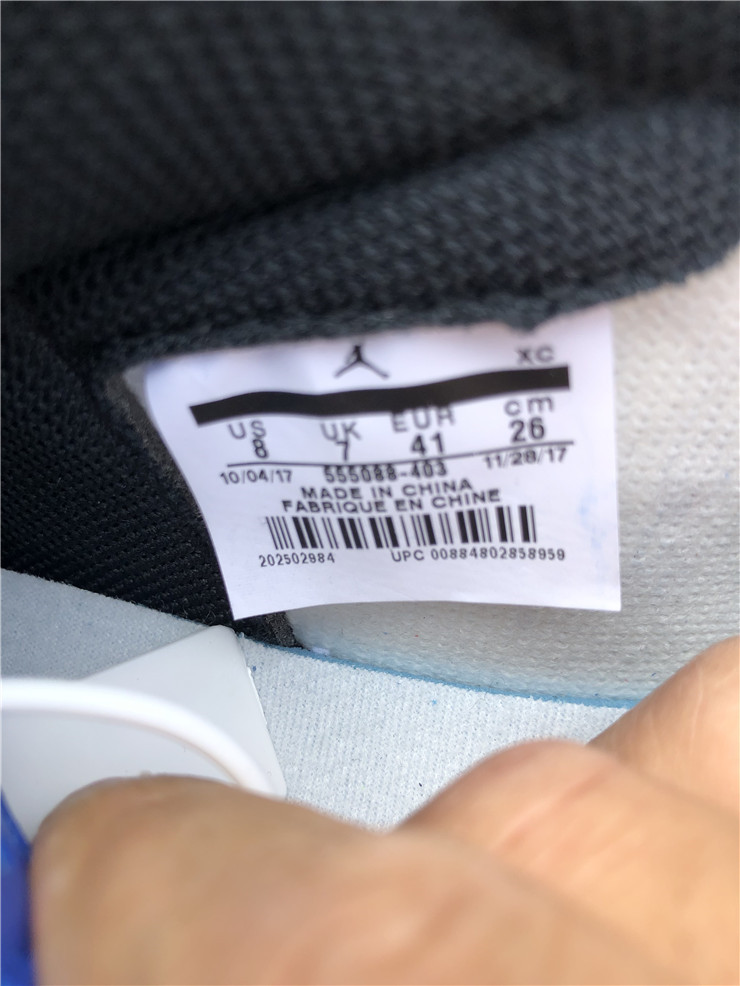 XC
US UK EUR cm
8 7 41 26
10/04/17 555088-403 11/28/17
MADE IN CHINA
FABRIQUE EN CHINE
202502984 UPC 00884802858959